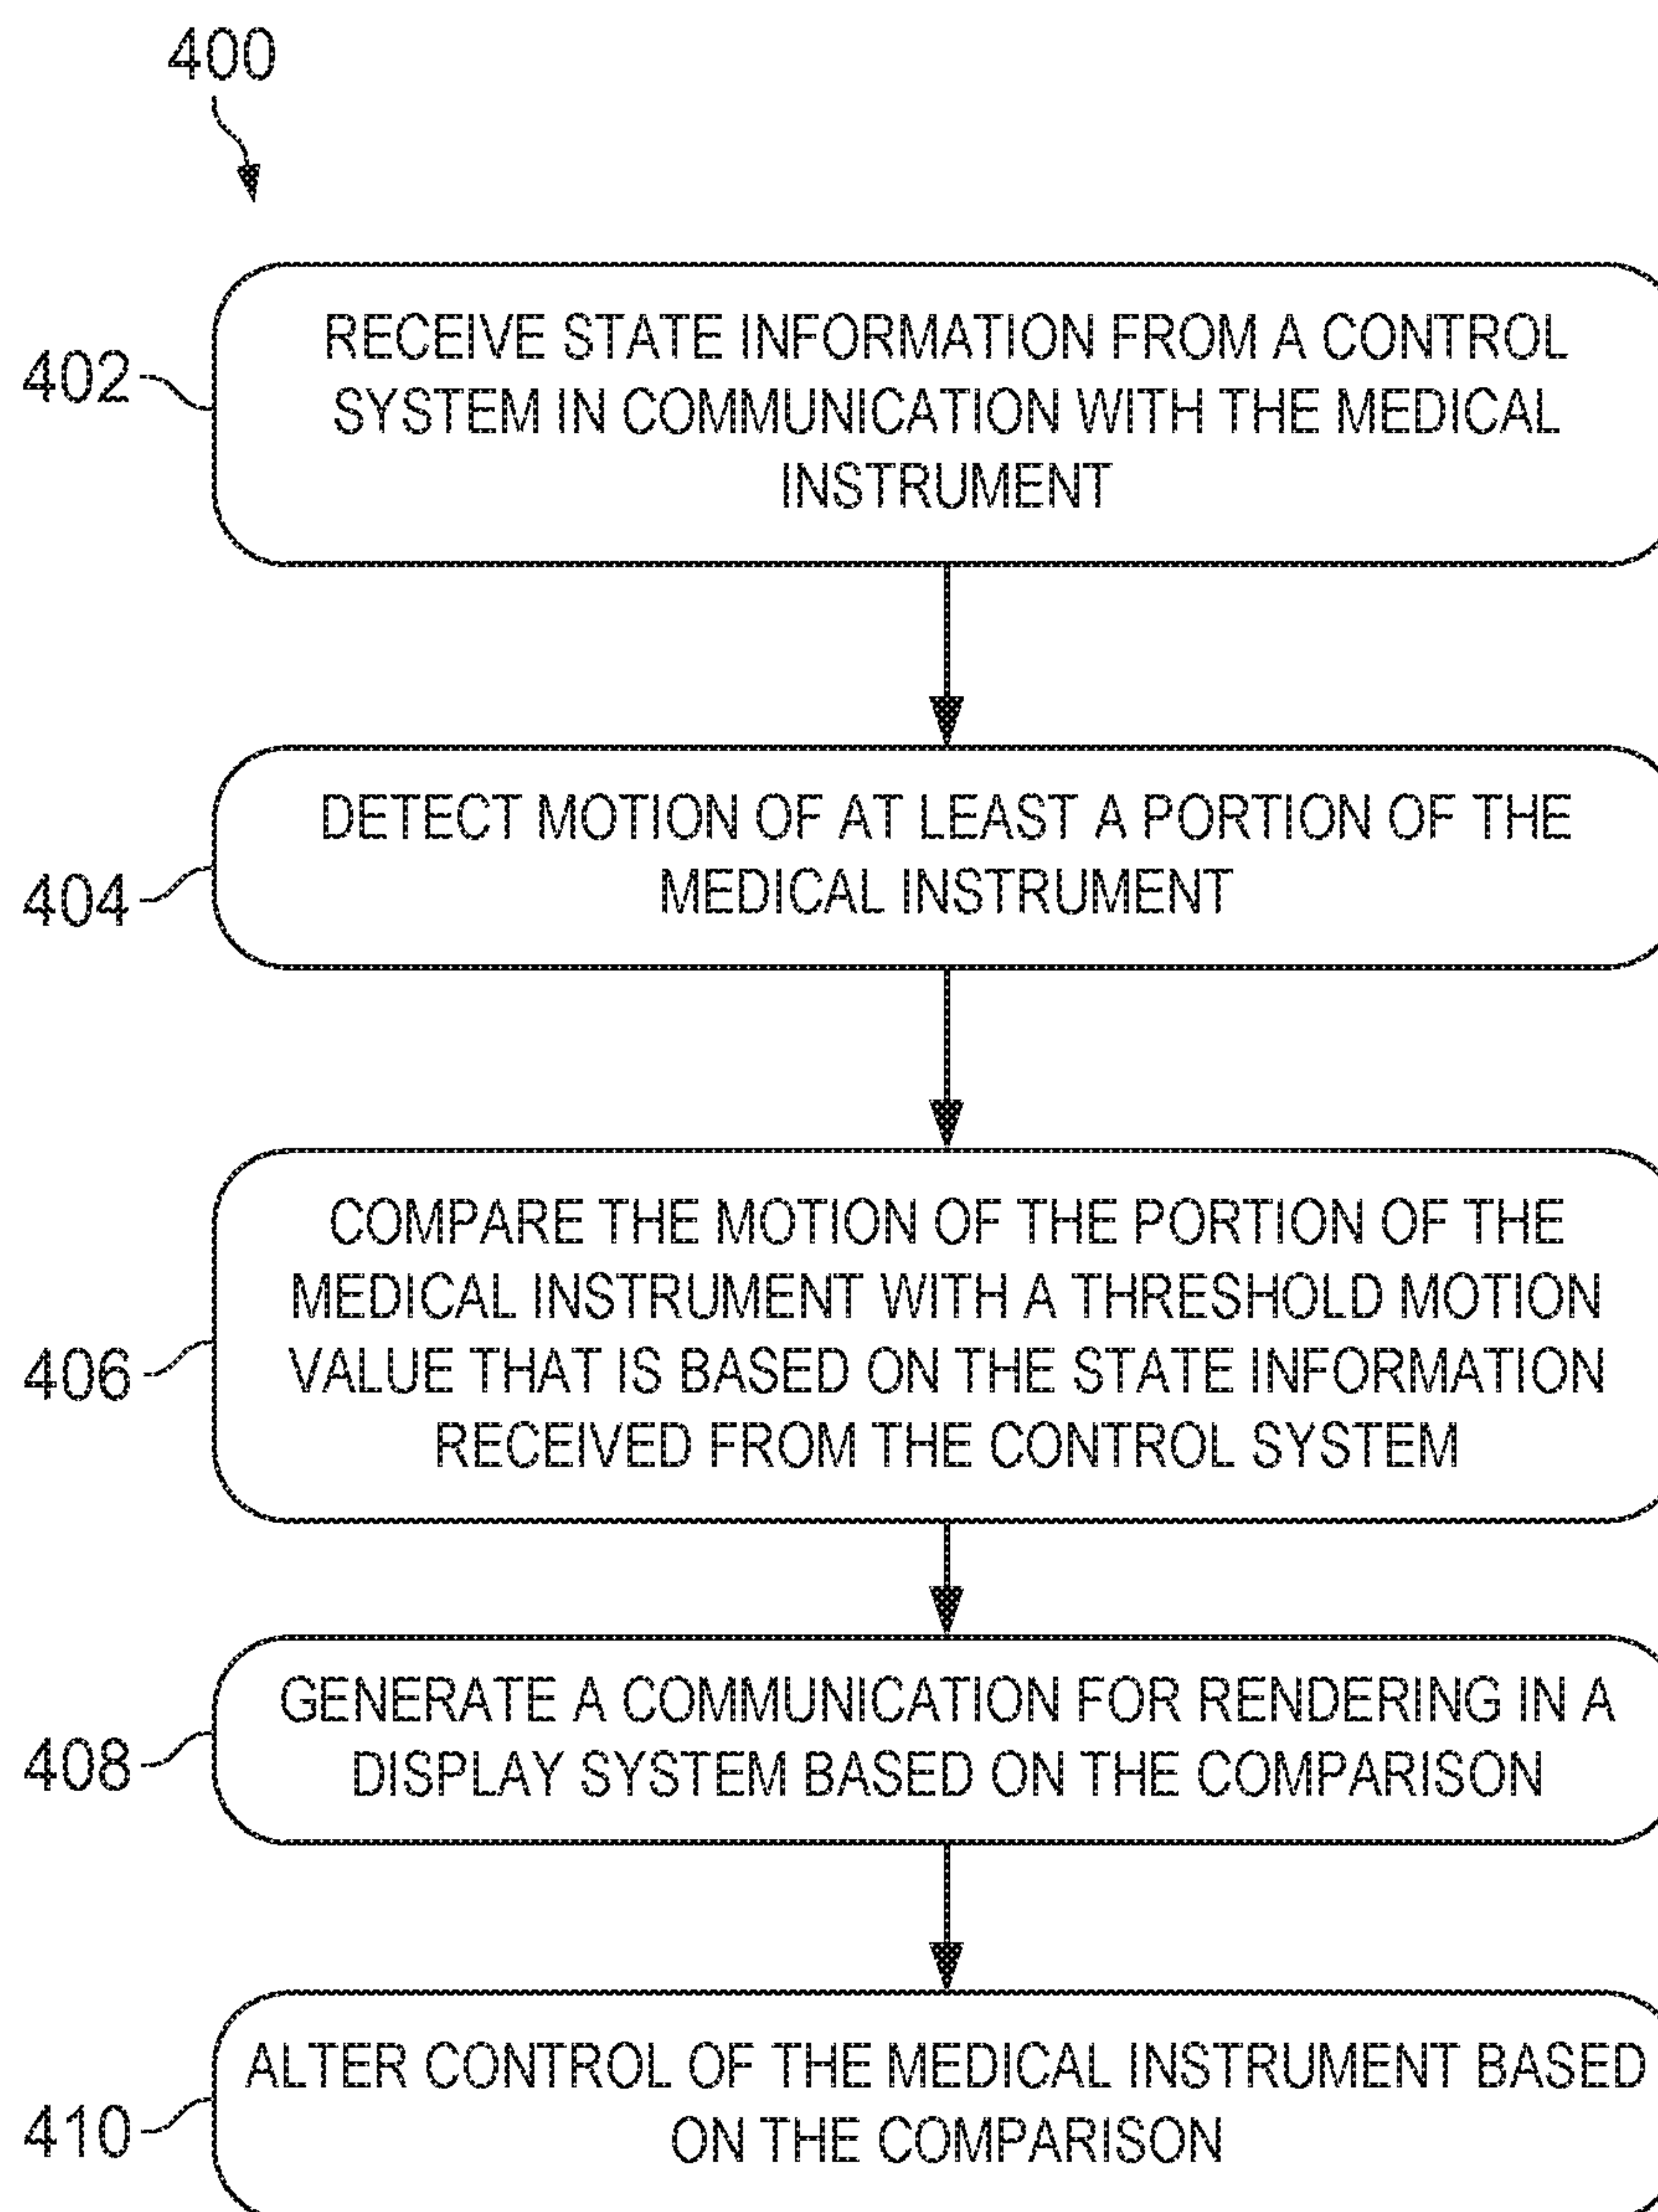 400
402
RECEIVE STATE INFORMATION FROM A CONTROL
SYSTEM IN COMMUNICATION WITH THE MEDICAL
INSTRUMENT
404
DETECT MOTION OF AT LEAST A PORTION OF THE
MEDICAL INSTRUMENT
406
COMPARE THE MOTION OF THE PORTION OF THE
MEDICAL INSTRUMENT WITH A THRESHOLD MOTION
VALUE THAT IS BASED ON THE STATE INFORMATION
RECEIVED FROM THE CONTROL SYSTEM
408
GENERATE A COMMUNICATION FOR RENDERING IN A
DISPLAY SYSTEM BASED ON THE COMPARISON
410
ALTER CONTROL OF THE MEDICAL INSTRUMENT BASED
ON THE COMPARISON